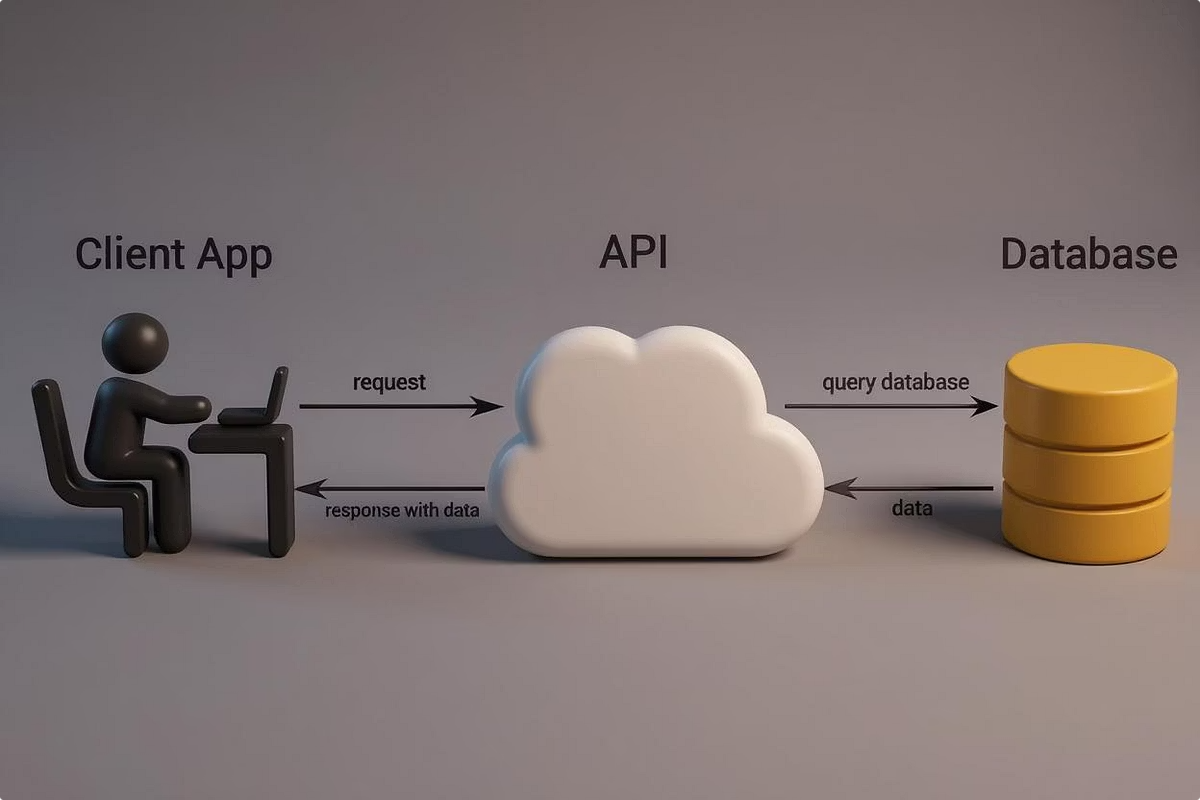 Client App
API
Database
request
query database
response with data
data